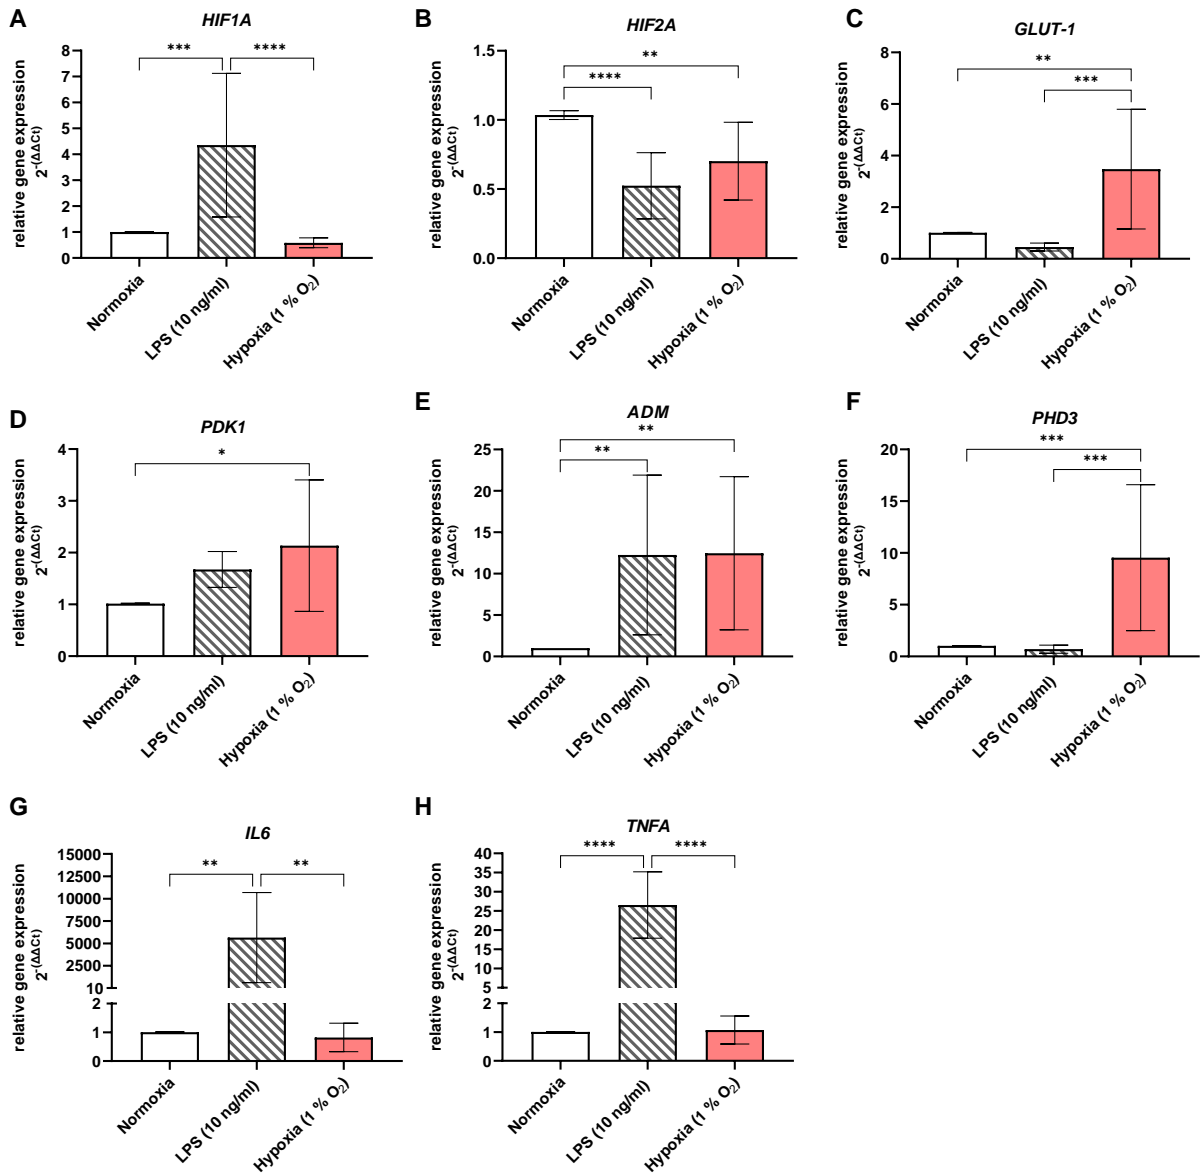 A
HIF1A
*** ****
8
7
6
5
4
3
2
1
0
relative gene expression
2-(ΔΔCt)
Normoxia
LPS (10 ng/ml)
Hypoxia (1 % O2)
B
HIF2A
**
****
1.5
1.0
0.5
0.0
relative gene expression
2-(ΔΔCt)
Normoxia
LPS (10 ng/ml)
Hypoxia (1 % O2)
C
GLUT-1
**
***
8
6
4
2
0
relative gene expression
2-(ΔΔCt)
Normoxia
LPS (10 ng/ml)
Hypoxia (1 % O2)
D
PDK1
*
4
3
2
1
0
relative gene expression
2-(ΔΔCt)
Normoxia
LPS (10 ng/ml)
Hypoxia (1 % O2)
E
ADM
**
**
25
20
15
10
5
0
relative gene expression
2-(ΔΔCt)
Normoxia
LPS (10 ng/ml)
Hypoxia (1 % O2)
F
PHD3
***
***
20
15
10
5
0
relative gene expression
2-(ΔΔCt)
Normoxia
LPS (10 ng/ml)
Hypoxia (1 % O2)
G
IL6
** **
15000
12500
10000
7500
5000
2500
10
2
1
0
relative gene expression
2-(ΔΔCt)
Normoxia
LPS (10 ng/ml)
Hypoxia (1 % O2)
H
TNFA
**** ****
40
35
30
25
20
15
10
5
2
1
0
relative gene expression
2-(ΔΔCt)
Normoxia
LPS (10 ng/ml)
Hypoxia (1 % O2)